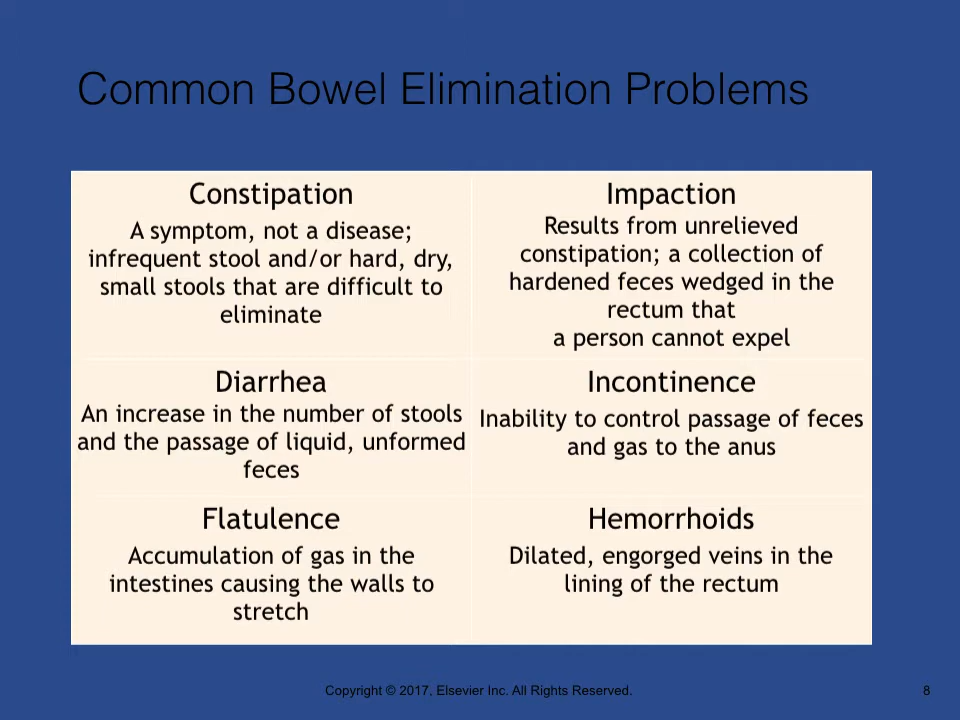 Common Bowel Elimination Problems
Constipation
A symptom, not a disease;
infrequent stool and/or hard, dry,
small stools that are difficult to
eliminate
Impaction
Results from unrelieved
constipation; a collection of
hardened feces wedged in the
rectum that
a person cannot expel
Diarrhea
An increase in the number of stools
and the passage of liquid, unformed
feces
Incontinence
Inability to control passage of feces
and gas to the anus
Flatulence
Accumulation of gas in the
intestines causing the walls to
stretch
Hemorrhoids
Dilated, engorged veins in the
lining of the rectum
Copyright © 2017, Elsevier Inc. All Rights Reserved.
8